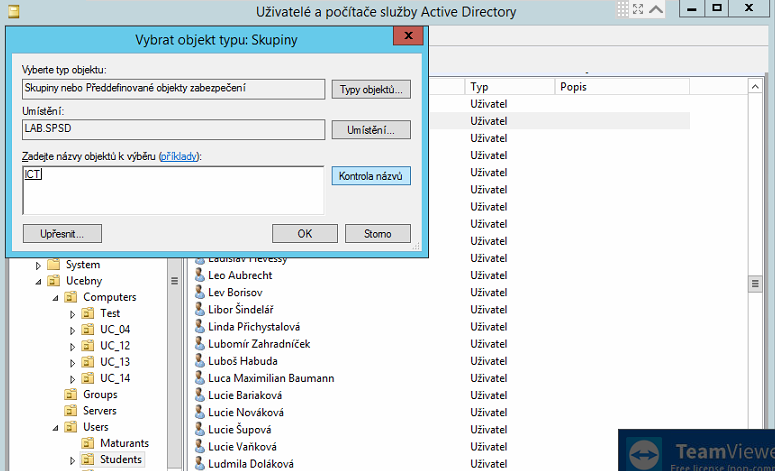 Uživatelé a počítače služby Active Directory
Vybrat objekt typu: Skupiny
Vyberte typ objektu:
Skupiny nebo Předdefinované objekty zabezpečení
Typy objektů...
Umístění:
LAB.SPSD
Umístění...
Zadejte názvy objektů k výběru (příklady):
ICT
Kontrola názvů
Upřesnit...
OK
Storno
Typ
Popis
Uživatel
Uživatel
Uživatel
Uživatel
Uživatel
Uživatel
Uživatel
Uživatel
Uživatel
Ladislav Hevessy Uživatel
Leo Aubrecht Uživatel
Lev Borisov Uživatel
Libor Šindelář Uživatel
Linda Přichystalová Uživatel
Lubomír Zahradníček Uživatel
Luboš Habuda Uživatel
Luca Maximilian Baumann Uživatel
Lucie Bariaková Uživatel
Lucie Nováková Uživatel
Lucie Šupová Uživatel
Lucie Vaňková Uživatel
Ludmila Doláková Uživatel
System
Ucebny
Computers
Test
UC_04
UC_12
UC_13
UC_14
Groups
Servers
Users
Maturants
Students
TeamViewe
Free license (non-com